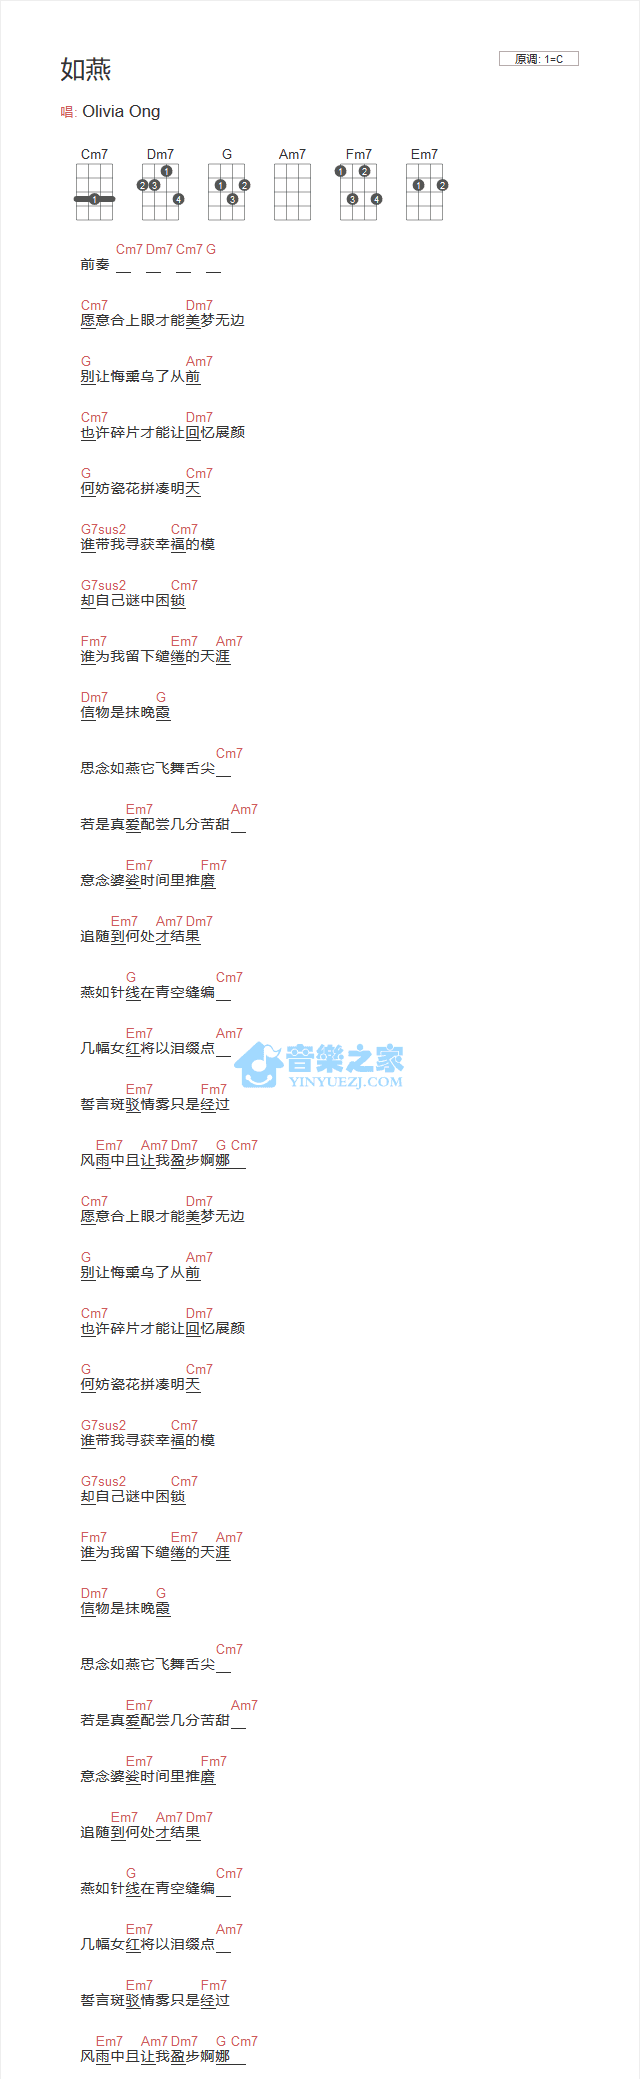 如燕
原调: 1=C
唱: Olivia Ong
Cm7 Dm7 G Am7 Fm7 Em7
1 1 2 3 4 1 2 3 1 2 3 4 1 2
Cm7 Dm7 Cm7 G
前奏
Cm7 Dm7
愿意合上眼才能美梦无边
G Am7
别让悔熏乌了从前
Cm7 Dm7
也许碎片才能让回忆展颜
G Cm7
何妨瓷花拼凑明天
G7sus2 Cm7
谁带我寻获幸福的模
G7sus2 Cm7
却自己谜中困锁
Fm7 Em7 Am7
谁为我留下缱绻的天涯
Dm7 G
信物是抹晚霞
Cm7
思念如燕它飞舞舌尖
Em7 Am7
若是真爱配尝几分苦甜
Em7 Fm7
意念婆娑时间里推磨
Em7 Am7 Dm7
追随到何处才结果
G Cm7
燕如针线在青空缝编
Em7 Am7
几幅女红将以泪缀点
Em7 Fm7
誓言斑驳情雾只是经过
Em7 Am7 Dm7 G Cm7
风雨中且让我盈步婀娜
音樂之家
YINYUEZJ.COM
Cm7 Dm7
愿意合上眼才能美梦无边
G Am7
别让悔熏乌了从前
Cm7 Dm7
也许碎片才能让回忆展颜
G Cm7
何妨瓷花拼凑明天
G7sus2 Cm7
谁带我寻获幸福的模
G7sus2 Cm7
却自己谜中困锁
Fm7 Em7 Am7
谁为我留下缱绻的天涯
Dm7 G
信物是抹晚霞
Cm7
思念如燕它飞舞舌尖
Em7 Am7
若是真爱配尝几分苦甜
Em7 Fm7
意念婆娑时间里推磨
Em7 Am7 Dm7
追随到何处才结果
G Cm7
燕如针线在青空缝编
Em7 Am7
几幅女红将以泪缀点
Em7 Fm7
誓言斑驳情雾只是经过
Em7 Am7 Dm7 G Cm7
风雨中且让我盈步婀娜